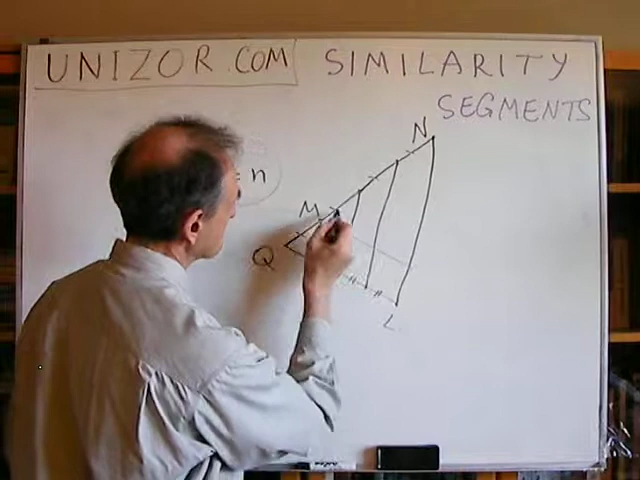 UNIZOR.COM
SIMILARITY
SEGMENTS
N
= n
M
Q
L